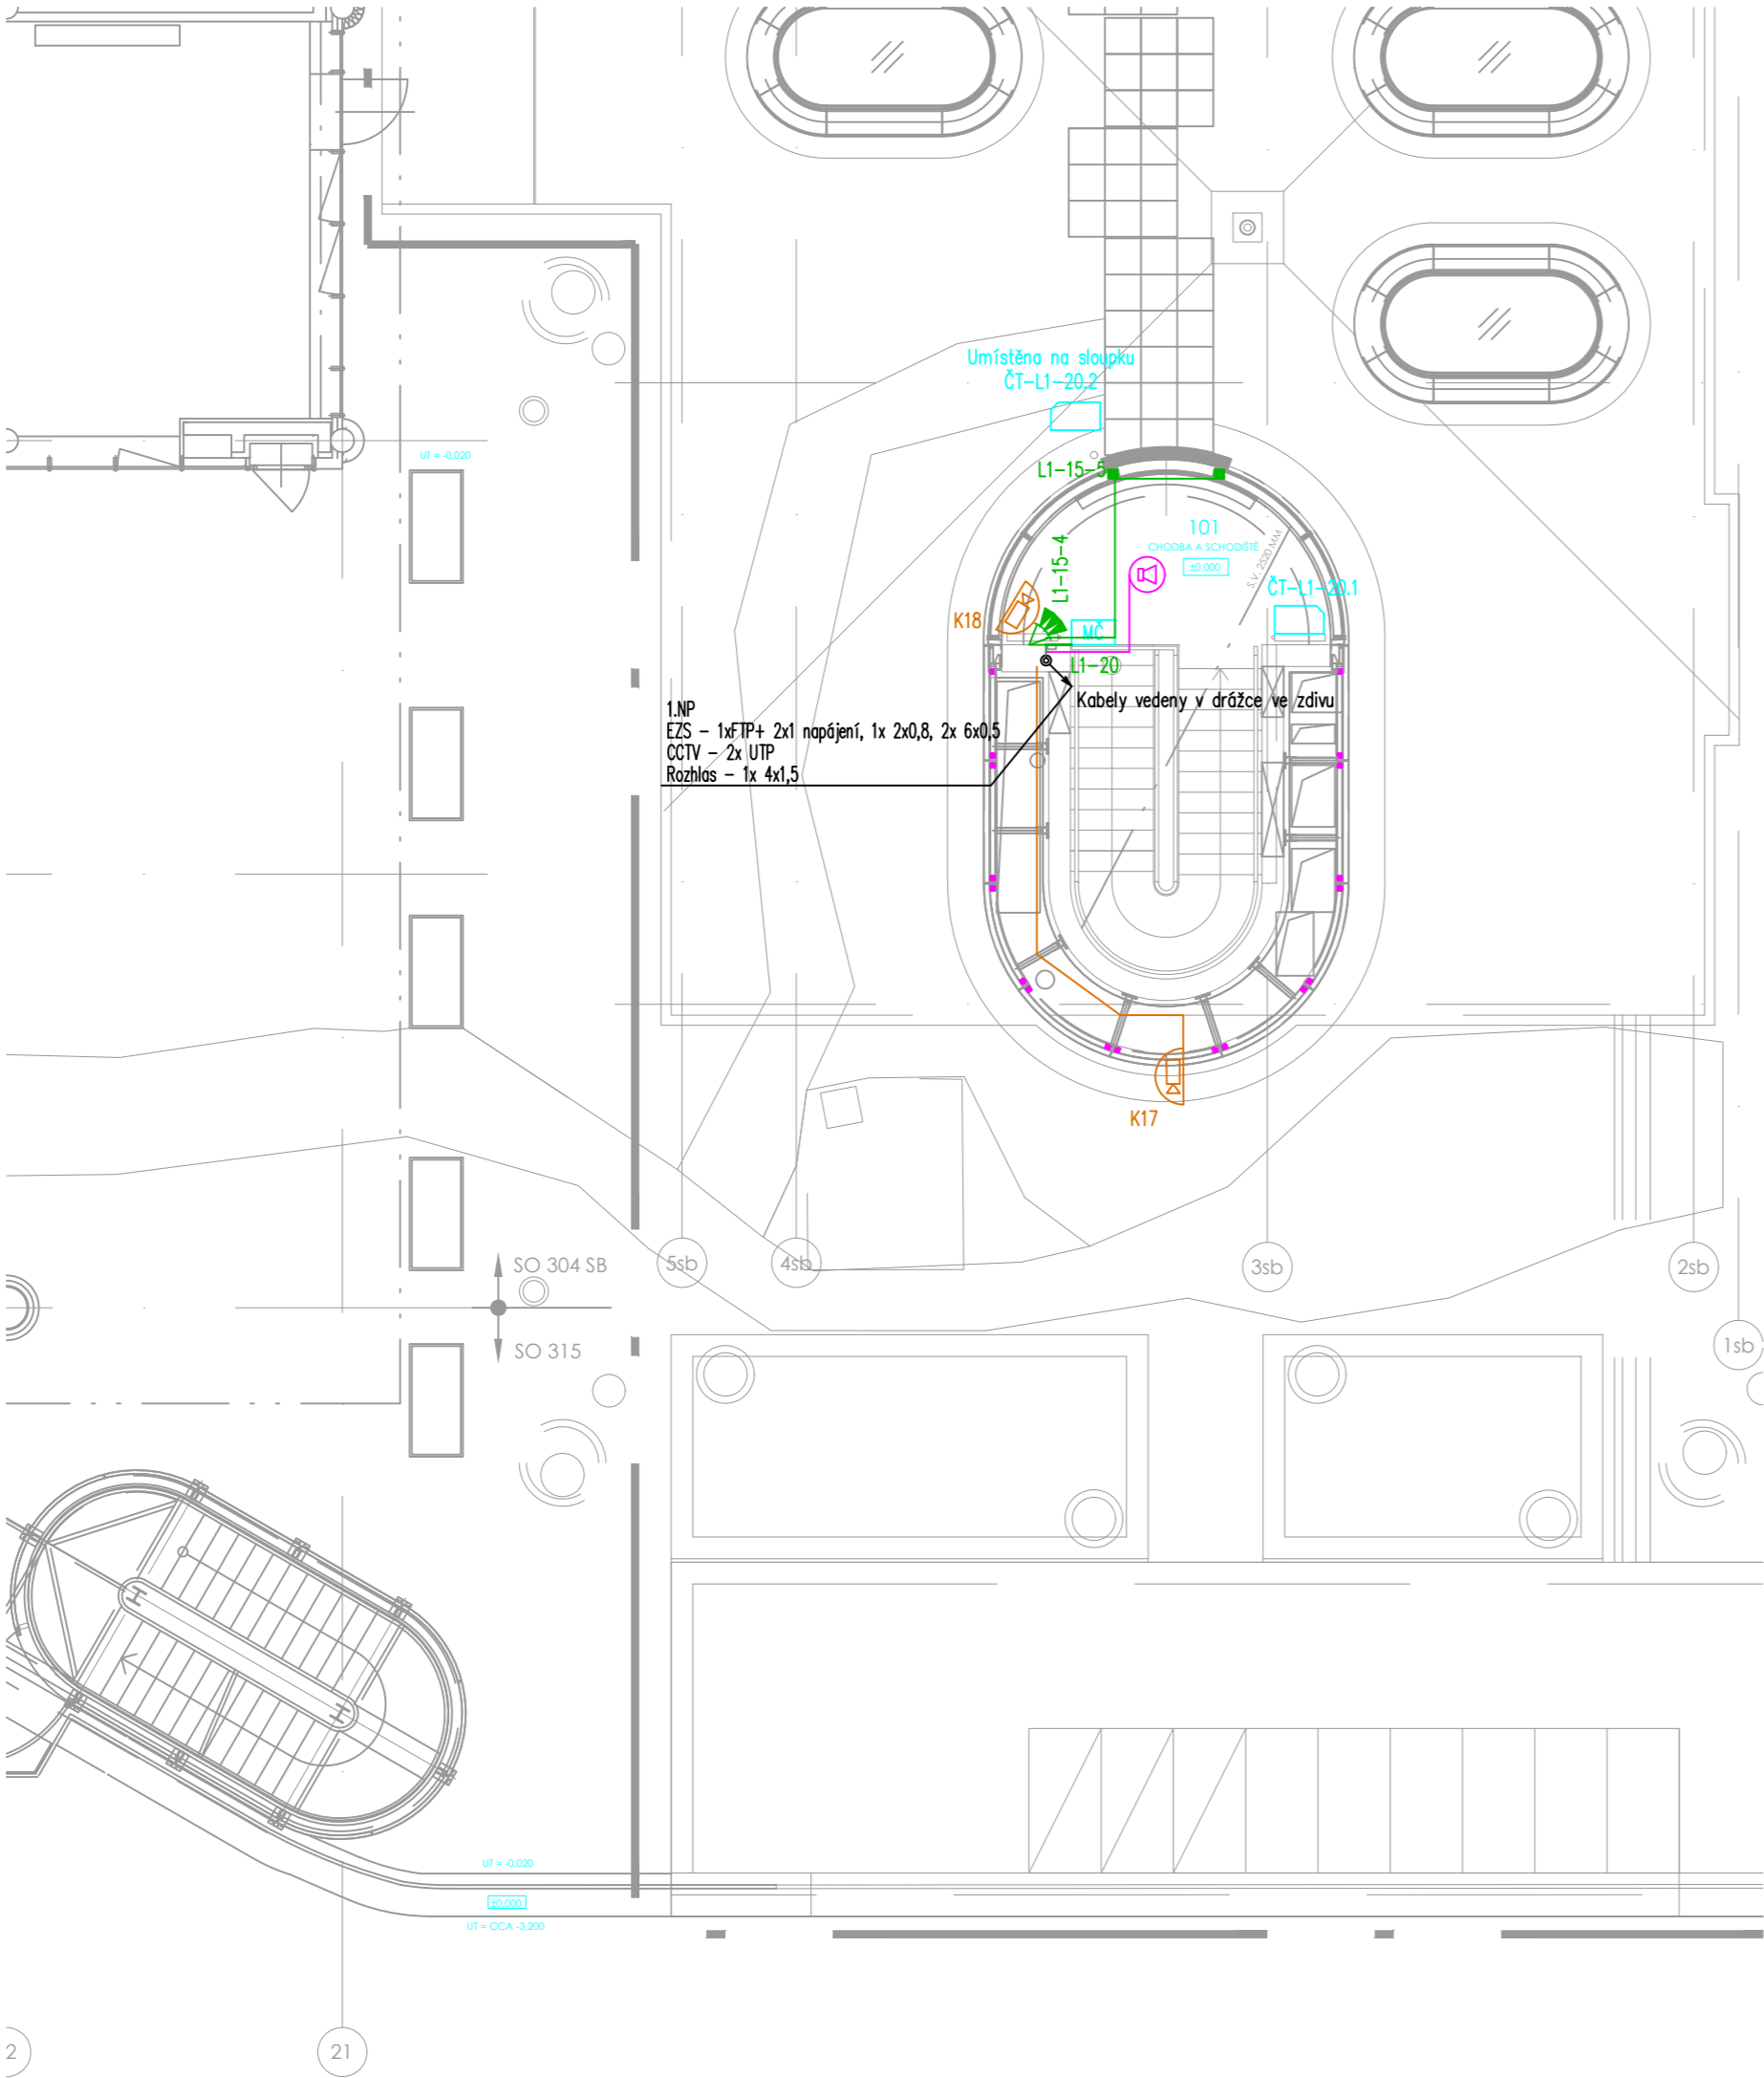 Umístěna na sloupku
ČT-L1-20.2
UT = -0,020
L1-15-5
101
CHODBA A SCHODIŠTĚ
±0,000
S.V. 2520 MM
L1-15-4
ČT-L1-20.1
K18
MČ
L1-20
Kabely vedeny v drážce ve zdivu
1.NP
EZS – 1xFTP+ 2x1 napájení, 1x 2x0,8, 2x 6x0,5
CCTV – 2x UTP
Rozhlas – 1x 4x1,5
K17
SO 304 SB
5sb
4sb
3sb
2sb
SO 315
1sb
UT = -0,020
±0,000
UT = CCA -3,200
2
21